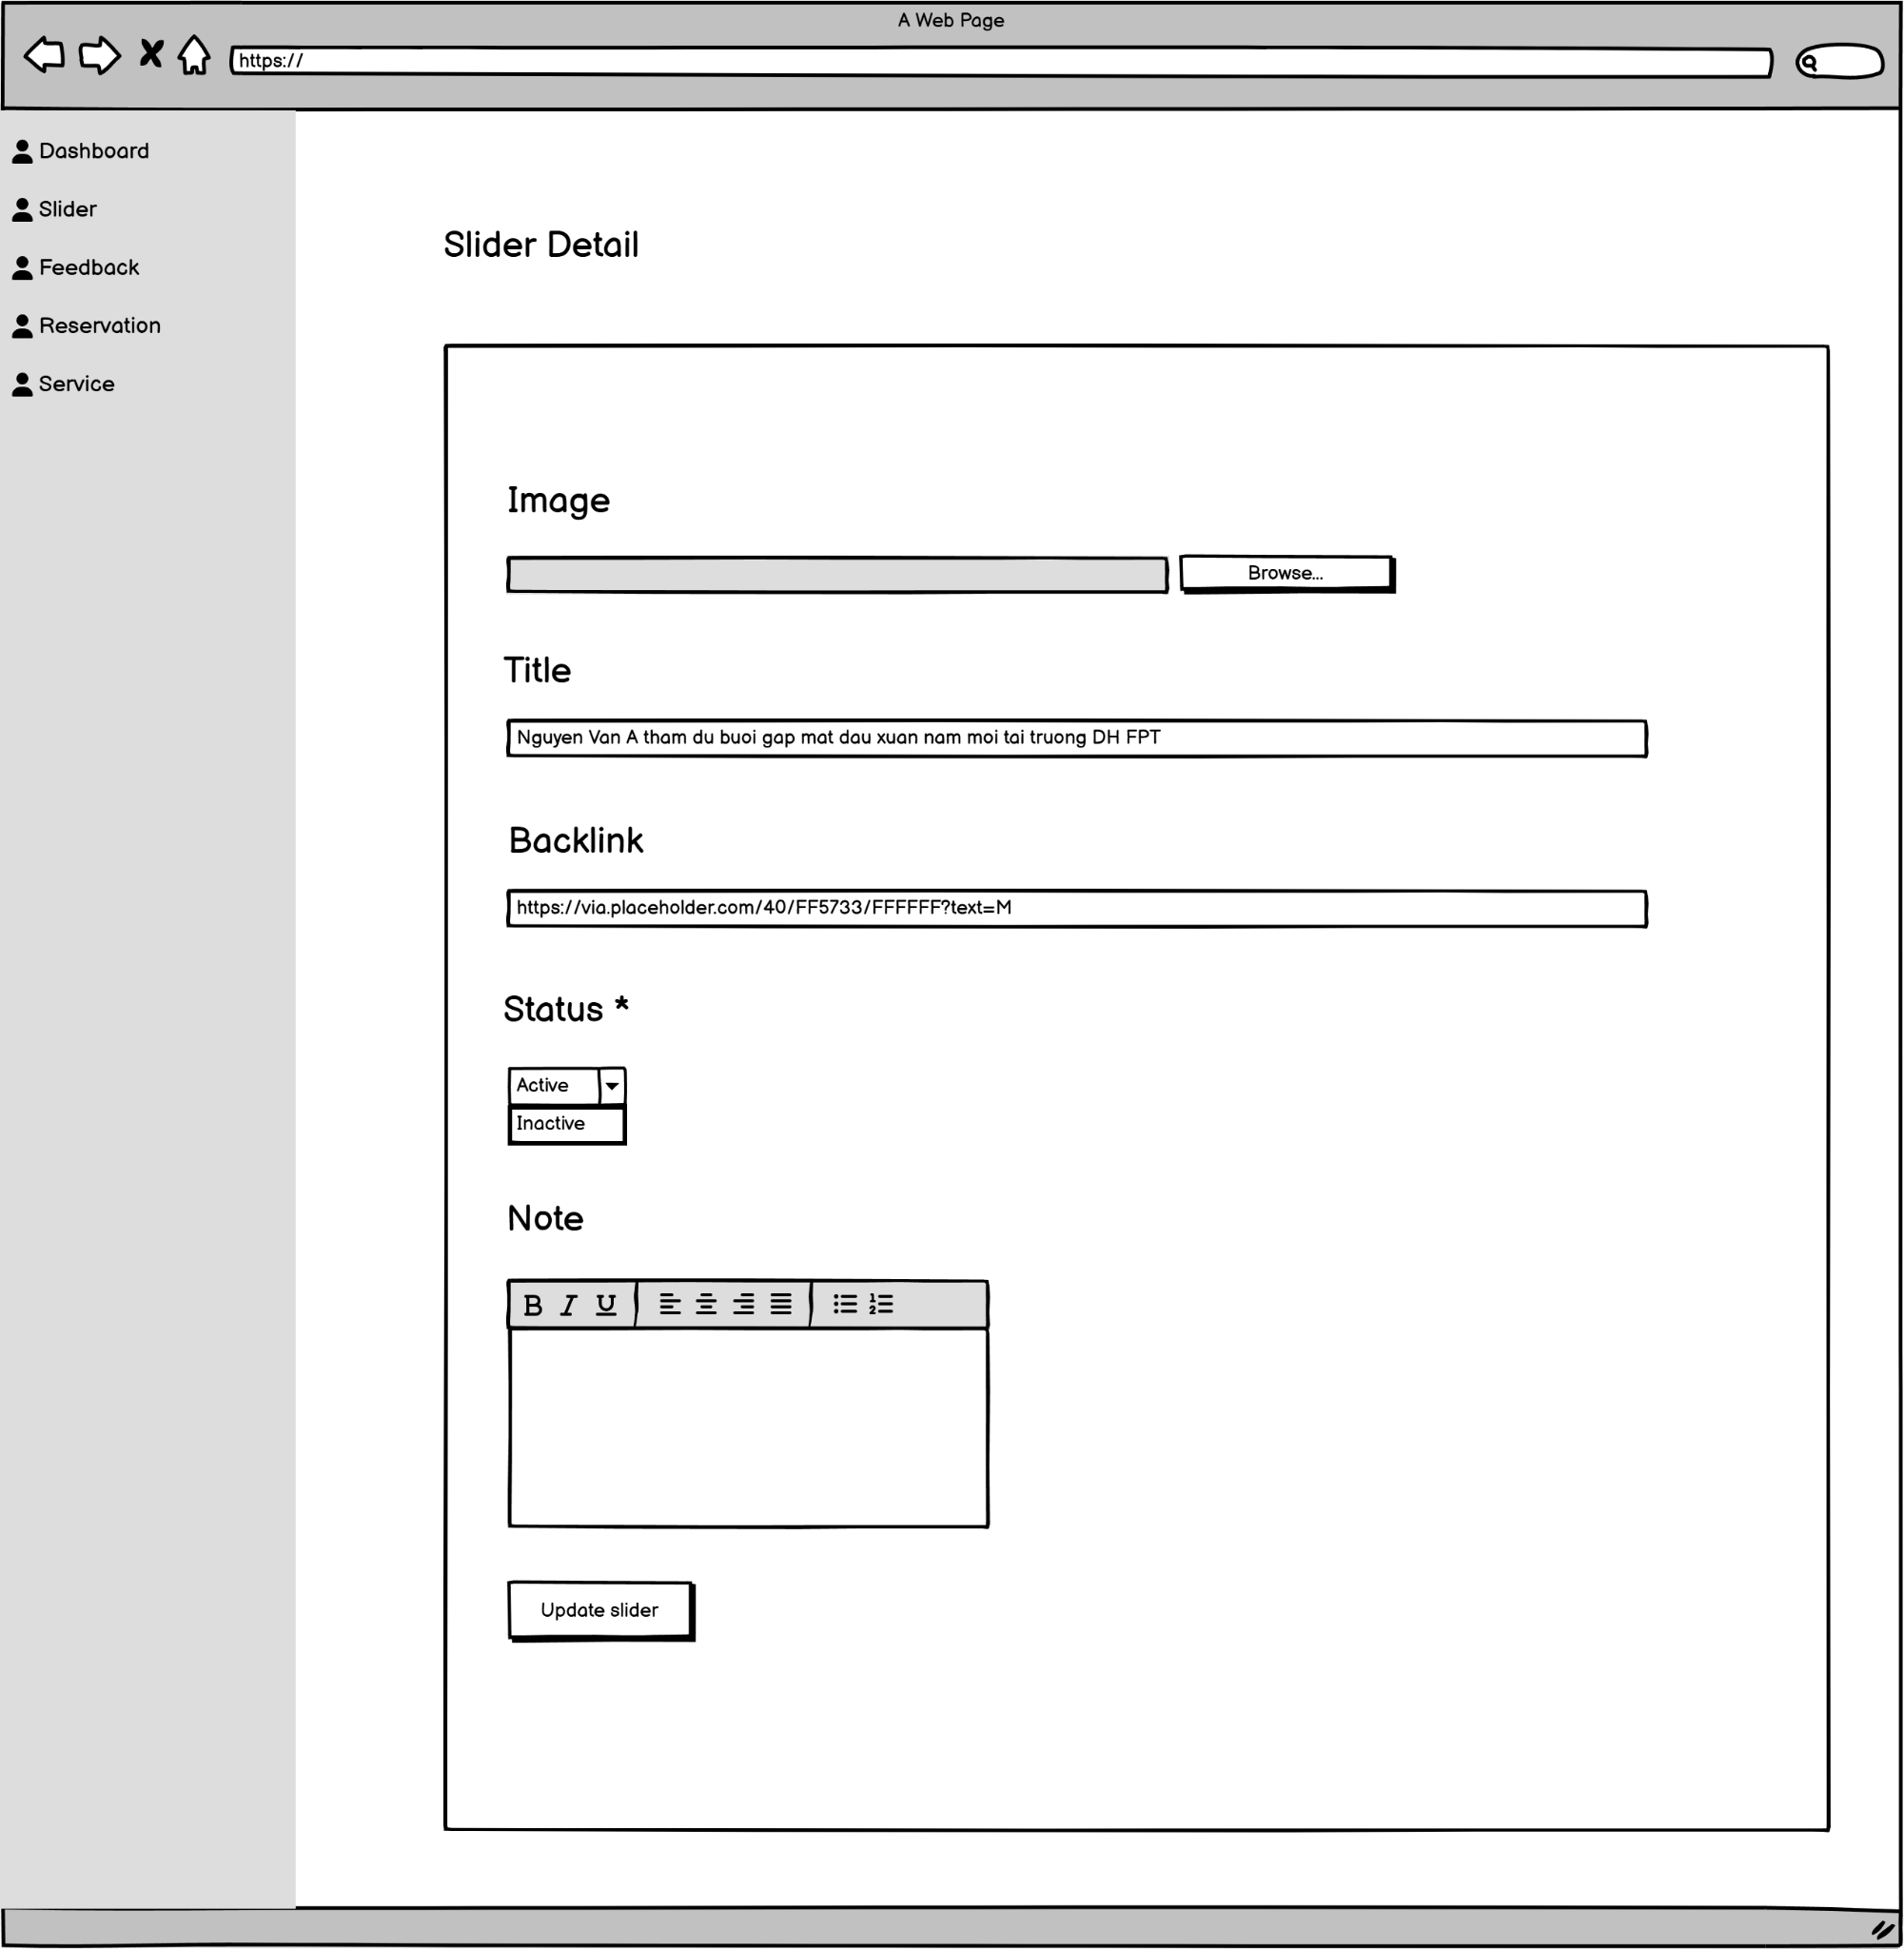 A Web Page
https://
Dashboard
Slider
Feedback
Reservation
Service
Slider Detail
Image
Browse...
Title
Nguyen Van A tham du buoi gap mat dau xuan nam moi tai truong DH FPT
Backlink
https://via.placeholder.com/40/FF5733/FFFFFF?text=M
Status *
Active
Inactive
Note
B I U
Update slider